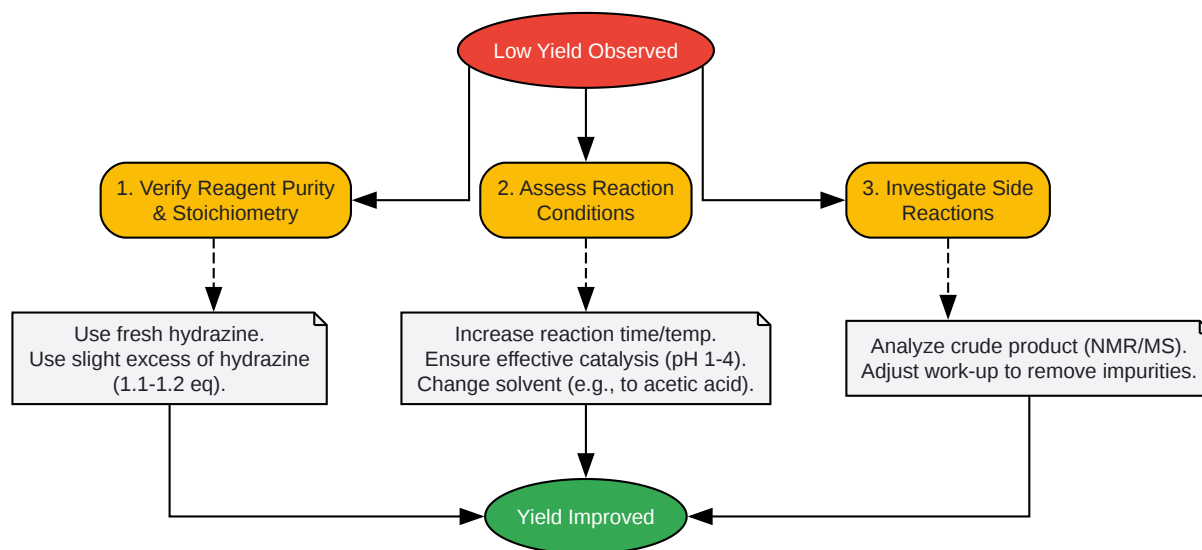 Low Yield Observed
1. Verify Reagent Purity
& Stoichiometry
2. Assess Reaction
Conditions
3. Investigate Side
Reactions
Use fresh hydrazine.
Use slight excess of hydrazine
(1.1-1.2 eq).
Increase reaction time/temp.
Ensure effective catalysis (pH 1-4).
Change solvent (e.g., to acetic acid).
Analyze crude product (NMR/MS).
Adjust work-up to remove impurities.
Yield Improved